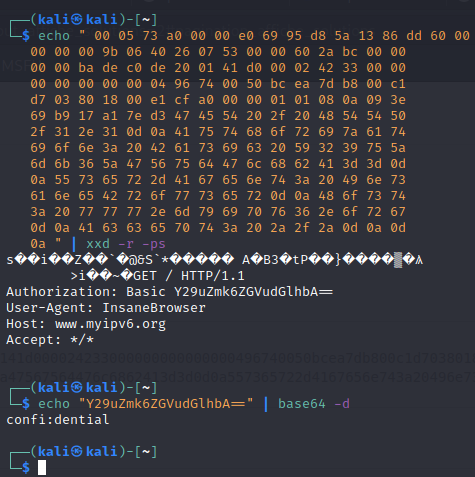 ┌──(kali㉿kali)-[~]
└─$ echo " 00 05 73 a0 00 00 e0 69 95 d8 5a 13 86 dd 60 00
00 00 00 9b 06 40 26 07 53 00 00 60 2a bc 00 00
00 00 ba de c0 de 20 01 41 d0 00 02 42 33 00 00
00 00 00 00 00 04 96 74 00 50 bc ea 7d b8 00 c1
d7 03 80 18 00 e1 cf a0 00 00 01 01 08 0a 09 3e
69 b9 17 a1 7e d3 47 45 54 20 2f 20 48 54 54 50
2f 31 2e 31 0d 0a 41 75 74 68 6f 72 69 7a 61 74
69 6f 6e 3a 20 42 61 73 69 63 20 59 32 39 75 5a
6d 6b 36 5a 47 56 75 64 47 6c 68 62 41 3d 3d 0d
0a 55 73 65 72 2d 41 67 65 6e 74 3a 20 49 6e 73
61 6e 65 42 72 6f 77 73 65 72 0d 0a 48 6f 73 74
3a 20 77 77 77 2e 6d 79 69 70 76 36 2e 6f 72 67
0d 0a 41 63 63 65 70 74 3a 20 2a 2f 2a 0d 0a 0d
0a " | xxd -r -ps
s��i��Z��`�@&S`*����� A�B3�tP��}����
>i��~�GET / HTTP/1.1
Authorization: Basic Y29uZmk6ZGVudGlhbA==
User-Agent: InsaneBrowser
Host: www.myipv6.org
Accept: */*
┌──(kali㉿kali)-[~]
└─$ echo "Y29uZmk6ZGVudGlhbA==" | base64 -d
confi:dential
┌──(kali㉿kali)-[~]
└─$